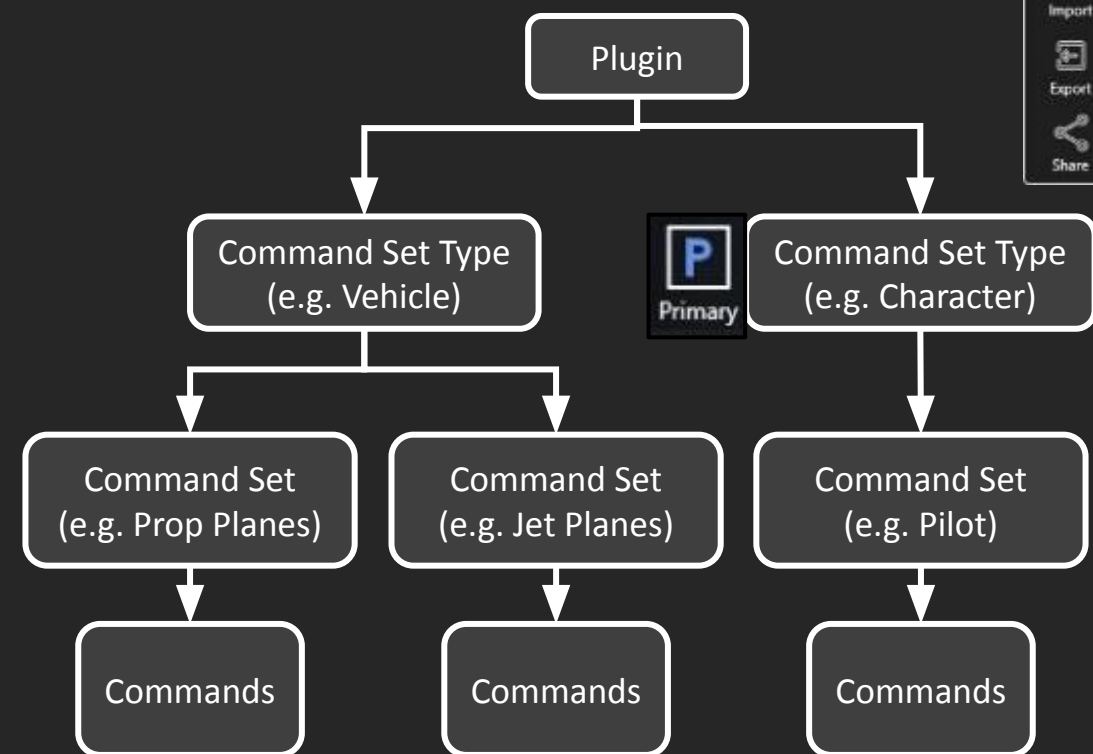 Import
Export
Share
Plugin
Command Set Type
(e.g. Vehicle)
P
Primary
Command Set Type
(e.g. Character)
Command Set
(e.g. Prop Planes)
Command Set
(e.g. Jet Planes)
Command Set
(e.g. Pilot)
Commands
Commands
Commands